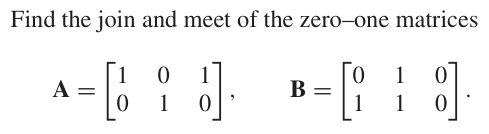 Find the join and meet of the zero–one matrices
A = [1 0 1
0 1 0], B = [0 1 0
1 1 0].